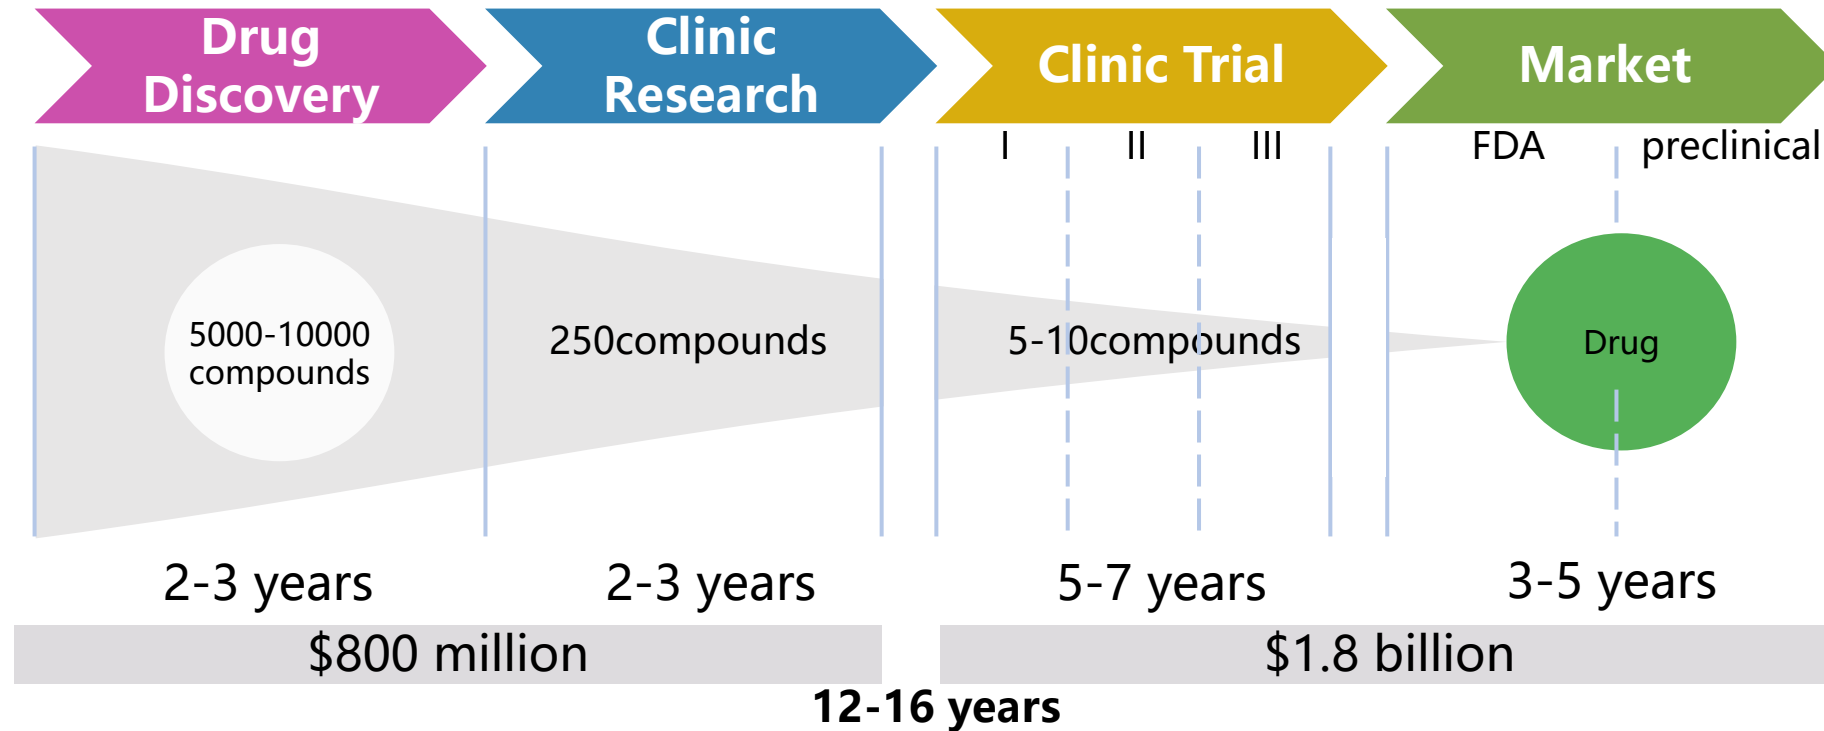 Drug
Discovery
Clinic
Research
Clinic Trial
Market
I
II
III
FDA
preclinical
5000-10000
compounds
250compounds
5-10compounds
Drug
2-3 years
2-3 years
5-7 years
3-5 years
$800 million
$1.8 billion
12-16 years